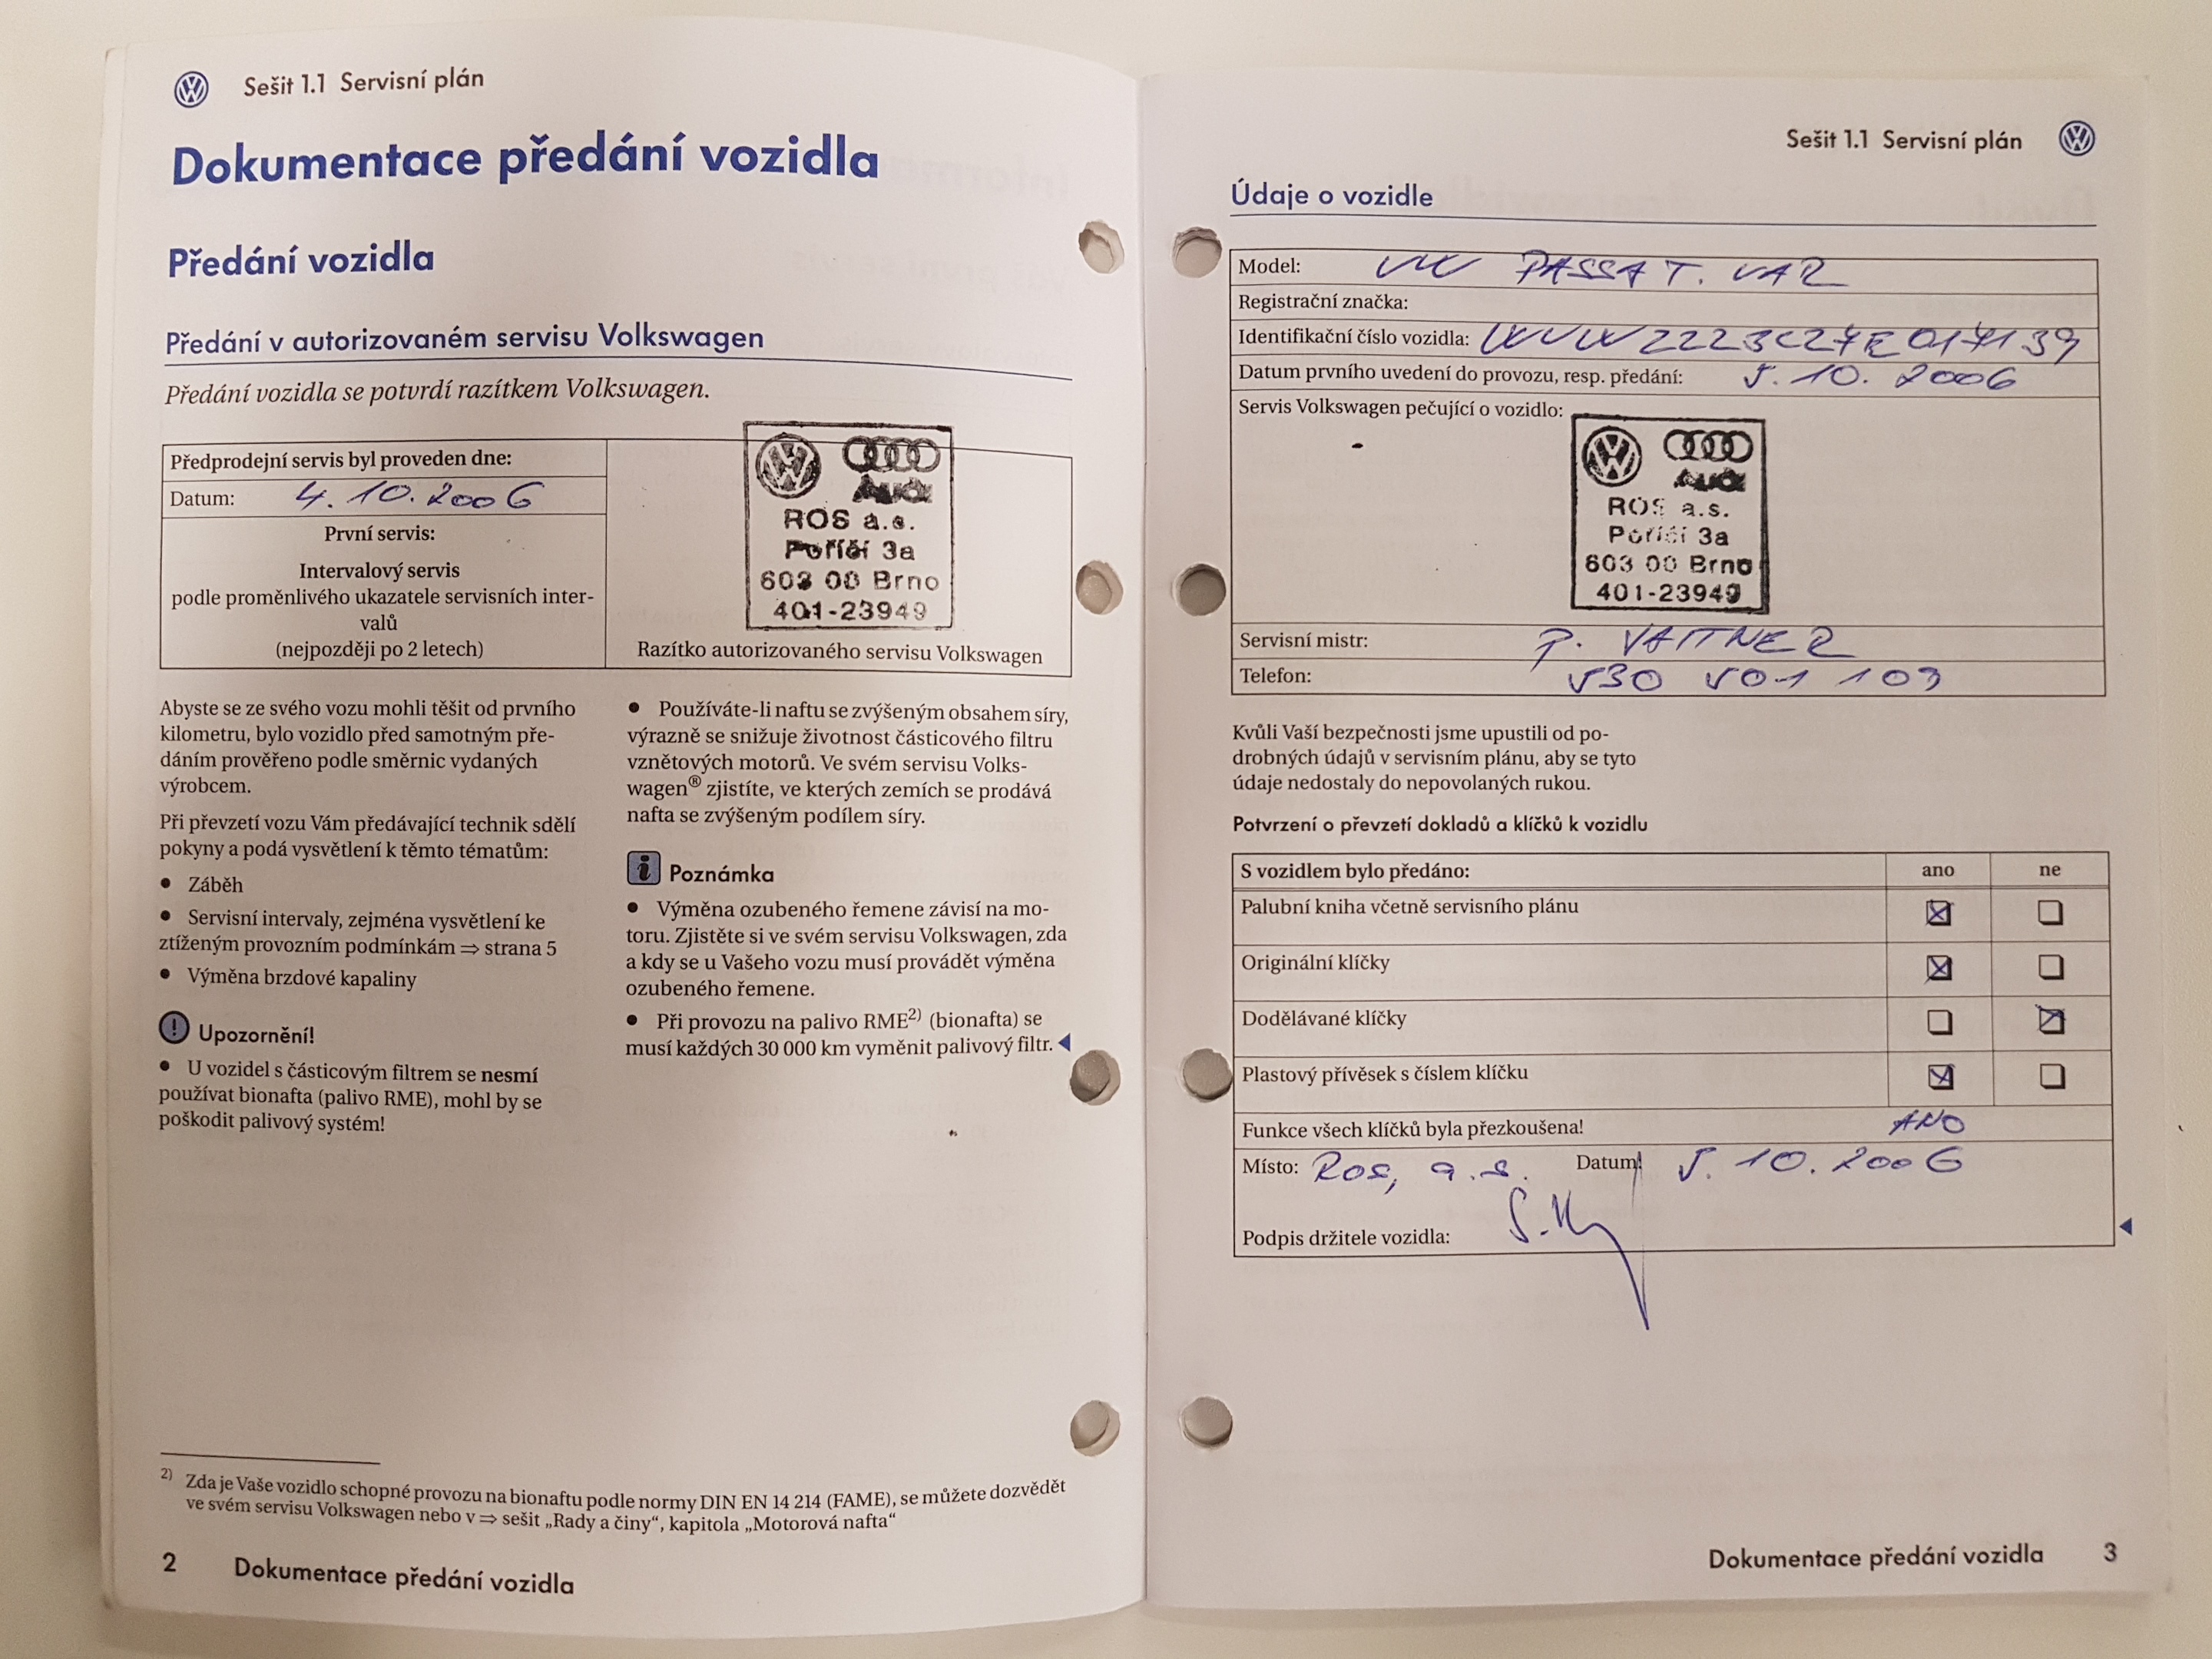 Sešit 1.1 Servisní plán
Dokumentace předání vozidla
Předání vozidla
Předání v autorizovaném servisu Volkswagen
Předání vozidla se potvrdí razítkem Volkswagen.
Předprodejní servis byl proveden dne:
Datum: 4. 10. 2006
První servis:
Intervalový servis
podle proměnlivého ukazatele servisních inter-
valů
(nejpozději po 2 letech)
Audi
ROS a.s.
Poříčí 3a
603 00 Brno
401-23949
Razítko autorizovaného servisu Volkswagen
Abyste se ze svého vozu mohli těšit od prvního
kilometru, bylo vozidlo před samotným pře-
dáním prověřeno podle směrnic vydaných
výrobcem.
Při převzetí vozu Vám předávající technik sdělí
pokyny a podá vysvětlení k těmto tématům:
• Záběh
• Servisní intervaly, zejména vysvětlení ke
ztíženým provozním podmínkám ⇒ strana 5
• Výměna brzdové kapaliny
Upozornění!
• U vozidel s částicovým filtrem se nesmí
používat bionafta (palivo RME), mohl by se
poškodit palivový systém!
• Používáte-li naftu se zvýšeným obsahem síry,
výrazně se snižuje životnost částicového filtru
vznětových motorů. Ve svém servisu Volks-
wagen® zjistíte, ve kterých zemích se prodává
nafta se zvýšeným podílem síry.
i Poznámka
• Výměna ozubeného řemene závisí na mo-
toru. Zjistěte si ve svém servisu Volkswagen, zda
a kdy se u Vašeho vozu musí provádět výměna
ozubeného řemene.
• Při provozu na palivo RME2) (bionafta) se
musí každých 30 000 km vyměnit palivový filtr.
2) Zda je Vaše vozidlo schopné provozu na bionaftu podle normy DIN EN 14 214 (FAME), se můžete dozvědět
ve svém servisu Volkswagen nebo v ⇒ sešit „Rady a činy“, kapitola „Motorová nafta“
2 Dokumentace předání vozidla
Sešit 1.1 Servisní plán
Údaje o vozidle
Model: VW PASSAT. VAR
Registrační značka:
Identifikační číslo vozidla: WVWZZZ3CZ7E017139
Datum prvního uvedení do provozu, resp. předání: 5. 10. 2006
Servis Volkswagen pečující o vozidlo:
Audi
ROS a.s.
Poříčí 3a
603 00 Brno
401-23949
Servisní mistr: P. VAITNER
Telefon: 530 501 103
Kvůli Vaší bezpečnosti jsme upustili od po-
drobných údajů v servisním plánu, aby se tyto
údaje nedostaly do nepovolaných rukou.
Potvrzení o převzetí dokladů a klíčků k vozidlu
S vozidlem bylo předáno: ano ne
Palubní kniha včetně servisního plánu
Originální klíčky
Dodělávané klíčky
Plastový přívěsek s číslem klíčku
Funkce všech klíčků byla přezkoušena! ANO
Místo: Ros, a.s. Datum: 5. 10. 2006
Podpis držitele vozidla:
Dokumentace předání vozidla 3